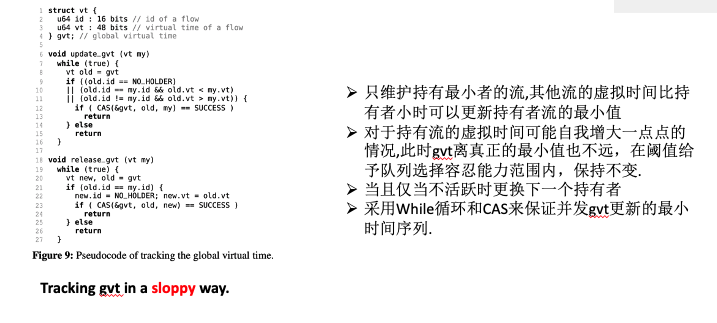 1 struct vt {
2 u64 id : 16 bits // id of a flow
3 u64 vt : 48 bits // virtual time of a flow
4 } gvt; // global virtual time
5
6 void update_gvt (vt my)
7 while (true) {
8 vt old = gvt
9 if ((old.id == NO_HOLDER)
10 || (old.id == my.id && old.vt < my.vt)
11 || (old.id != my.id && old.vt > my.vt)) {
12 if ( CAS(&gvt, old, my) == SUCCESS )
13 return
14 } else
15 return
16 }
17
18 void release_gvt (vt my)
19 while (true) {
20 vt new, old = gvt
21 if (old.id == my.id) {
22 new.id = NO_HOLDER; new.vt = old.vt
23 if ( CAS(&gvt, old, new) == SUCCESS )
24 return
25 } else
26 return
27 }
Figure 9: Pseudocode of tracking the global virtual time.
Tracking gvt in a sloppy way.
➢ 只维护持有最小者的流,其他流的虚拟时间比持
有者小时可以更新持有者流的最小值
➢ 对于持有流的虚拟时间可能自我增大一点点的
情况,此时gvt离真正的最小值也不远，在阈值给
予队列选择容忍能力范围内，保持不变.
➢ 当且仅当不活跃时更换下一个持有者
➢ 采用While循环和CAS来保证并发gvt更新的最小
时间序列.